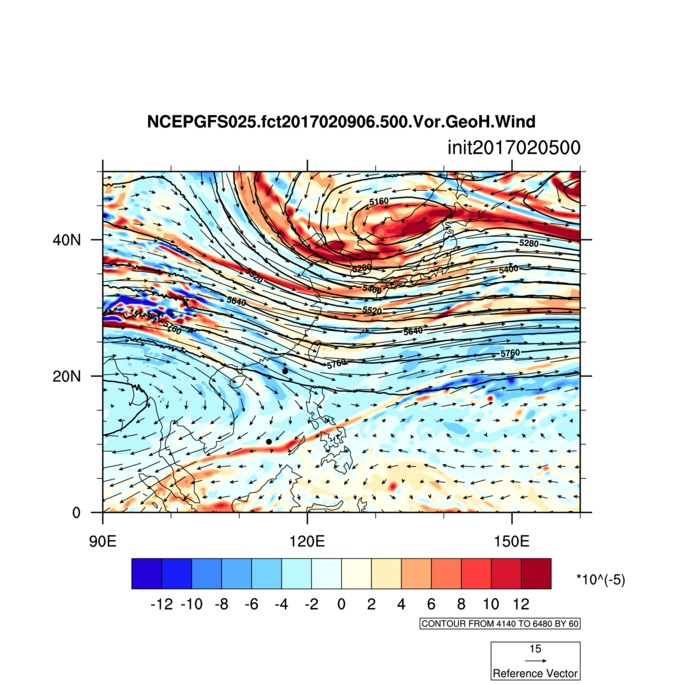 NCEPGFS025.fct2017020906.500.Vor.GeoH.Wind
init2017020500
5160
40N
5280
5280
5400
5520
5400
5640
5520
5640
5760
5760
20N
0
90E 120E 150E
*10^(-5)
-12 -10 -8 -6 -4 -2 0 2 4 6 8 10 12
CONTOUR FROM 4140 TO 6480 BY 60
15
Reference Vector